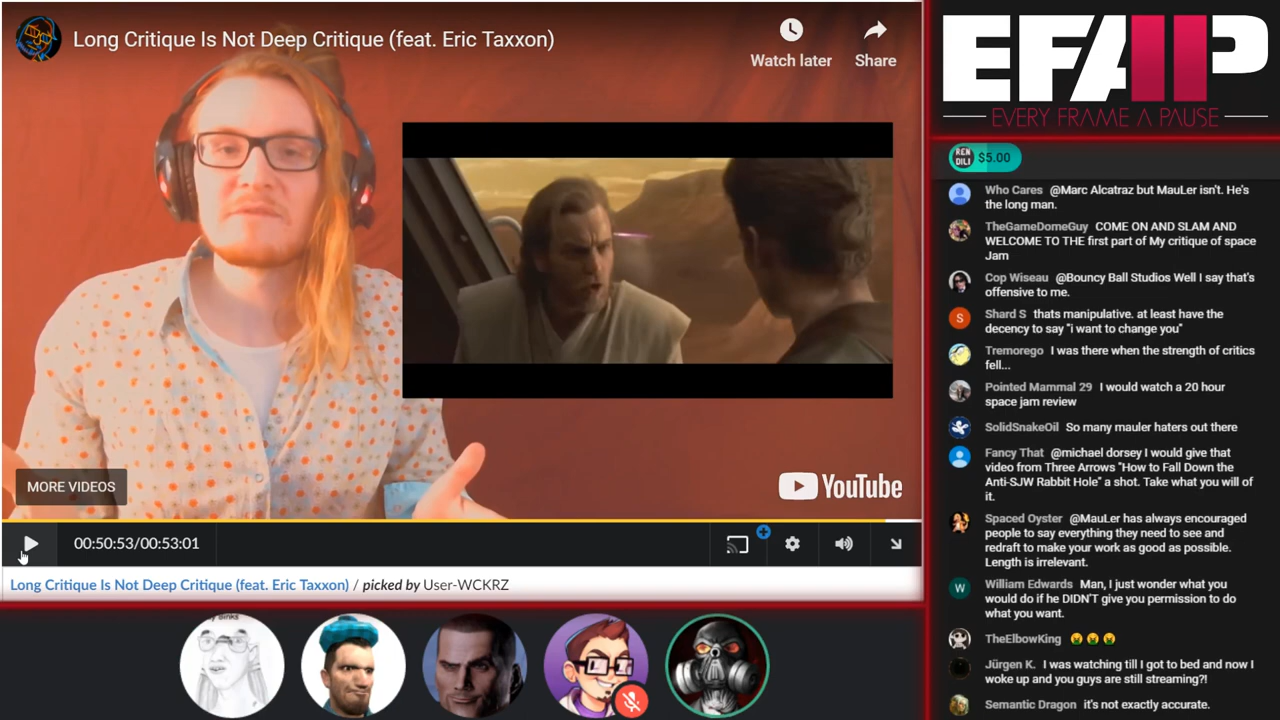 Long Critique Is Not Deep Critique (feat. Eric Taxxon)
Watch later
Share
MORE VIDEOS
YouTube
00:50:53/00:53:01
Long Critique Is Not Deep Critique (feat. Eric Taxxon) / picked by User-WCKRZ
EFAP
EVERY FRAME A PAUSE
REN
DILI
$5.00
Who Cares @Marc Alcatraz but MauLer isn't. He's
the long man.
TheGameDomeGuy COME ON AND SLAM AND
WELCOME TO THE first part of My critique of space
Jam
Cop Wiseau @Bouncy Ball Studios Well I say that's
offensive to me.
S
Shard S thats manipulative. at least have the
decency to say "i want to change you"
Tremorego I was there when the strength of critics
fell...
Pointed Mammal 29 I would watch a 20 hour
space jam review
SolidSnakeOil So many mauler haters out there
Fancy That @michael dorsey I would give that
video from Three Arrows "How to Fall Down the
Anti-SJW Rabbit Hole" a shot. Take what you will of
it.
Spaced Oyster @MauLer has always encouraged
people to say everything they need to see and
redraft to make your work as good as possible.
Length is irrelevant.
W
William Edwards Man, I just wonder what you
would do if he DIDN'T give you permission to do
what you want.
TheElbowKing 🤑🤑🤑
Jürgen K. I was watching till I got to bed and now I
woke up and you guys are still streaming?!
Semantic Dragon it's not exactly accurate.